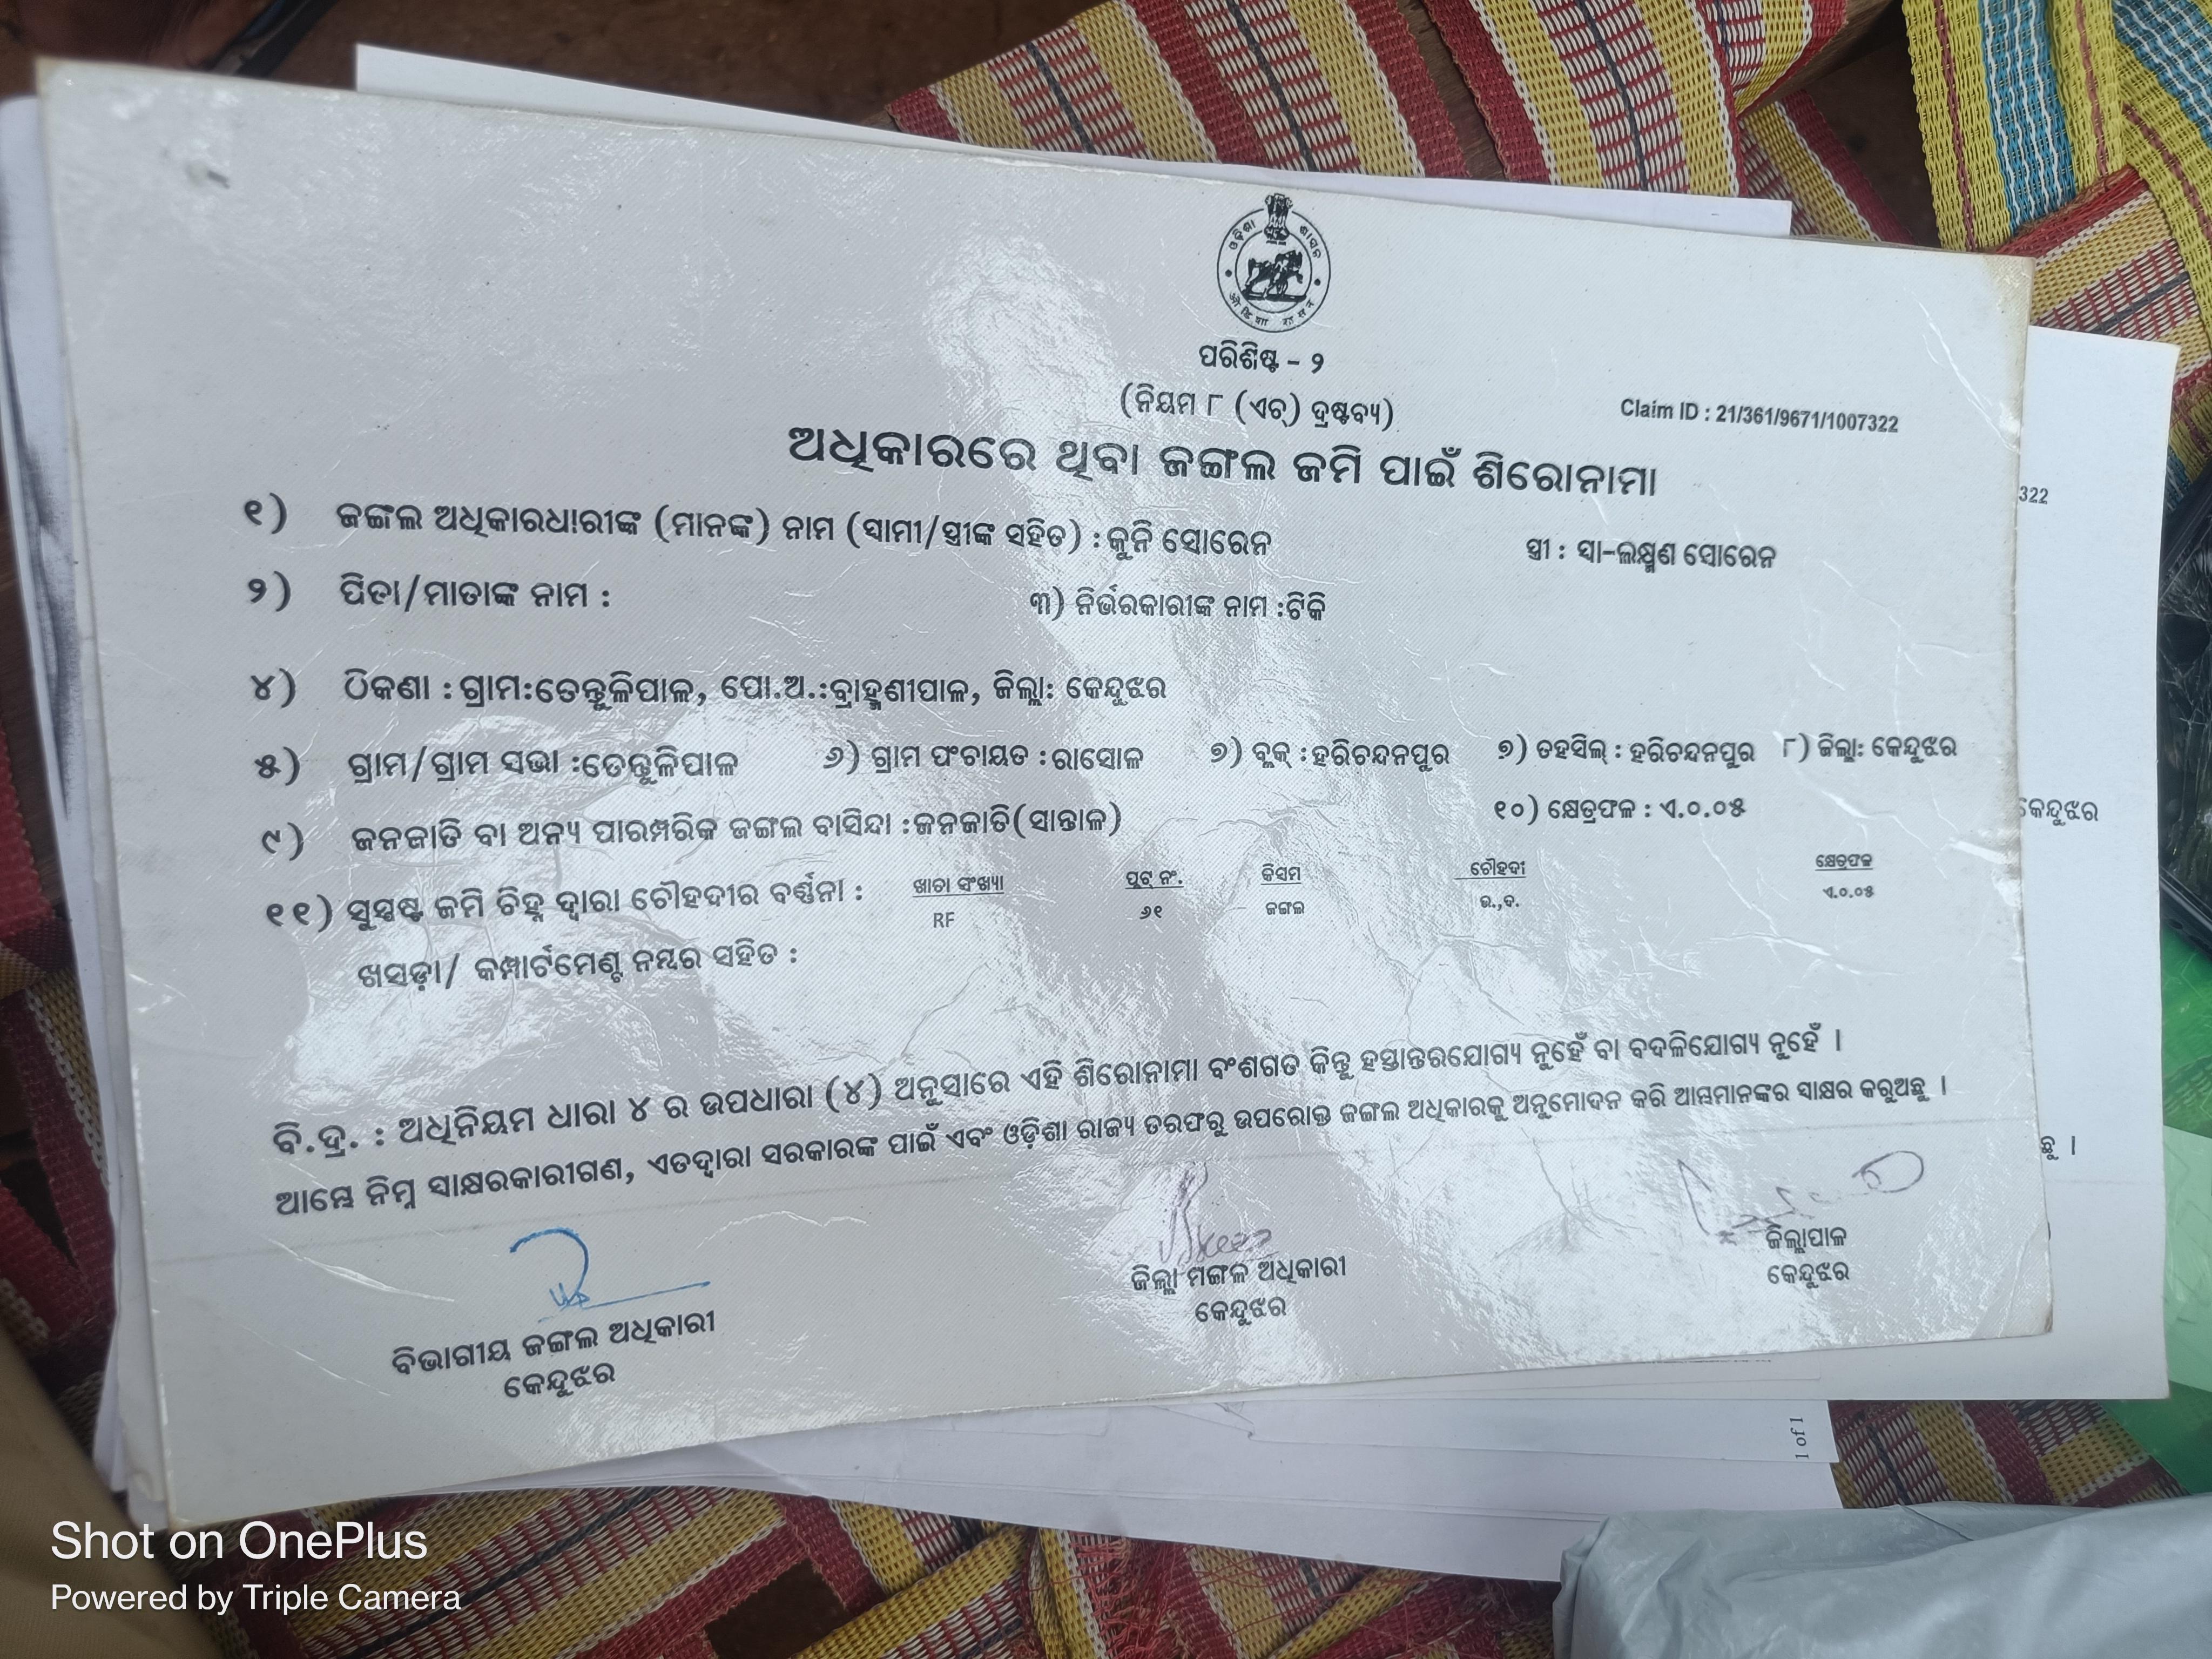 ଓଡ଼ିଶା ଶାସନ
ପରିଶିଷ୍ଟ - ୨
(ନିୟମ ୮ (ଏଚ୍) ଦ୍ରଷ୍ଟବ୍ୟ)
Claim ID : 21/361/9671/1007322
ଅଧିକାରରେ ଥିବା ଜଙ୍ଗଲ ଜମି ପାଇଁ ଶିରୋନାମା
୧) ଜଙ୍ଗଲ ଅଧିକାରଧାରୀଙ୍କ (ମାନଙ୍କ) ନାମ (ସ୍ୱାମୀ/ସ୍ତ୍ରୀଙ୍କ ସହିତ) : କୁନି ସୋରେନ ସ୍ତ୍ରୀ : ସ୍ୱା-ଲକ୍ଷ୍ମଣ ସୋରେନ
୨) ପିତା/ମାତାଙ୍କ ନାମ : ୩) ନିର୍ଭରକାରୀଙ୍କ ନାମ :ଟିକି
୪) ଠିକଣା : ଗ୍ରାମ:ତେନ୍ତୁଳିପାଳ, ପୋ.ଅ.:ବ୍ରାହ୍ମଣୀପାଳ, ଜିଲ୍ଲା: କେନ୍ଦୁଝର
୫) ଗ୍ରାମ/ଗ୍ରାମ ସଭା :ତେନ୍ତୁଳିପାଳ ୬) ଗ୍ରାମ ପଂଚାୟତ : ରାସୋଳ ୭) ବ୍ଲକ୍ : ହରିଚନ୍ଦନପୁର ୭) ତହସିଲ୍ : ହରିଚନ୍ଦନପୁର ୮) ଜିଲ୍ଲା: କେନ୍ଦୁଝର
୯) ଜନଜାତି ବା ଅନ୍ୟ ପାରମ୍ପରିକ ଜଙ୍ଗଲ ବାସିନ୍ଦା :ଜନଜାତି(ସାନ୍ତାଳ) ୧୦) କ୍ଷେତ୍ରଫଳ : ଏ.୦.୦୫
୧୧) ସୁସ୍ପଷ୍ଟ ଜମି ଚିହ୍ନ ଦ୍ୱାରା ଚୌହଦୀର ବର୍ଣ୍ଣନା : ଖାତା ସଂଖ୍ୟା ପ୍ଲଟ୍ ନଂ. କିସମ ଚୌହଦୀ କ୍ଷେତ୍ରଫଳ
RF ୬୧ ଜଙ୍ଗଲ ଉ.,ଦ. ଏ.୦.୦୫
ଖସଡ଼ା/ କମ୍ପାର୍ଟମେଣ୍ଟ ନମ୍ବର ସହିତ :
ବି.ଦ୍ର. : ଅଧିନିୟମ ଧାରା ୪ ର ଉପଧାରା (୪) ଅନୁସାରେ ଏହି ଶିରୋନାମା ବଂଶଗତ କିନ୍ତୁ ହସ୍ତାନ୍ତରଯୋଗ୍ୟ ନୁହେଁ ବା ବଦଳିଯୋଗ୍ୟ ନୁହେଁ ।
ଆମ୍ଭେ ନିମ୍ନ ସାକ୍ଷରକାରୀଗଣ, ଏତଦ୍ୱାରା ସରକାରଙ୍କ ପାଇଁ ଏବଂ ଓଡ଼ିଶା ରାଜ୍ୟ ତରଫରୁ ଉପରୋକ୍ତ ଜଙ୍ଗଲ ଅଧିକାରକୁ ଅନୁମୋଦନ କରି ଆମ୍ଭମାନଙ୍କର ସାକ୍ଷର କରୁଅଛୁ ।
ବିଭାଗୀୟ ଜଙ୍ଗଲ ଅଧିକାରୀ
କେନ୍ଦୁଝର
ଜିଲ୍ଲା ମଙ୍ଗଳ ଅଧିକାରୀ
କେନ୍ଦୁଝର
ଜିଲ୍ଲାପାଳ
କେନ୍ଦୁଝର
322
କେନ୍ଦୁଝର
ଛୁ ।
1 of 1
Shot on OnePlus
Powered by Triple Camera